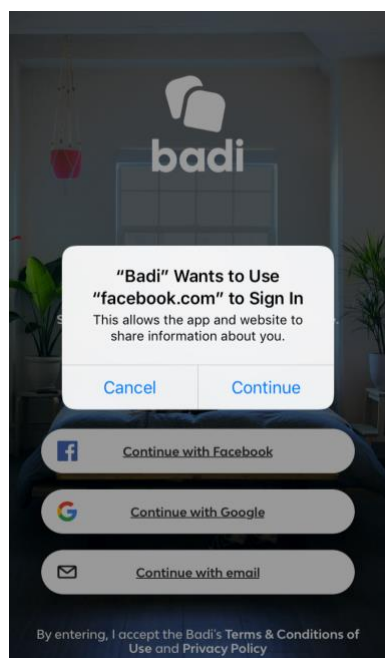 badi
“Badi” Wants to Use
“facebook.com” to Sign In
This allows the app and website to
share information about you.
Cancel Continue
Continue with Facebook
G
Continue with Google
Continue with email
By entering, I accept the Badi's Terms & Conditions of
Use and Privacy Policy